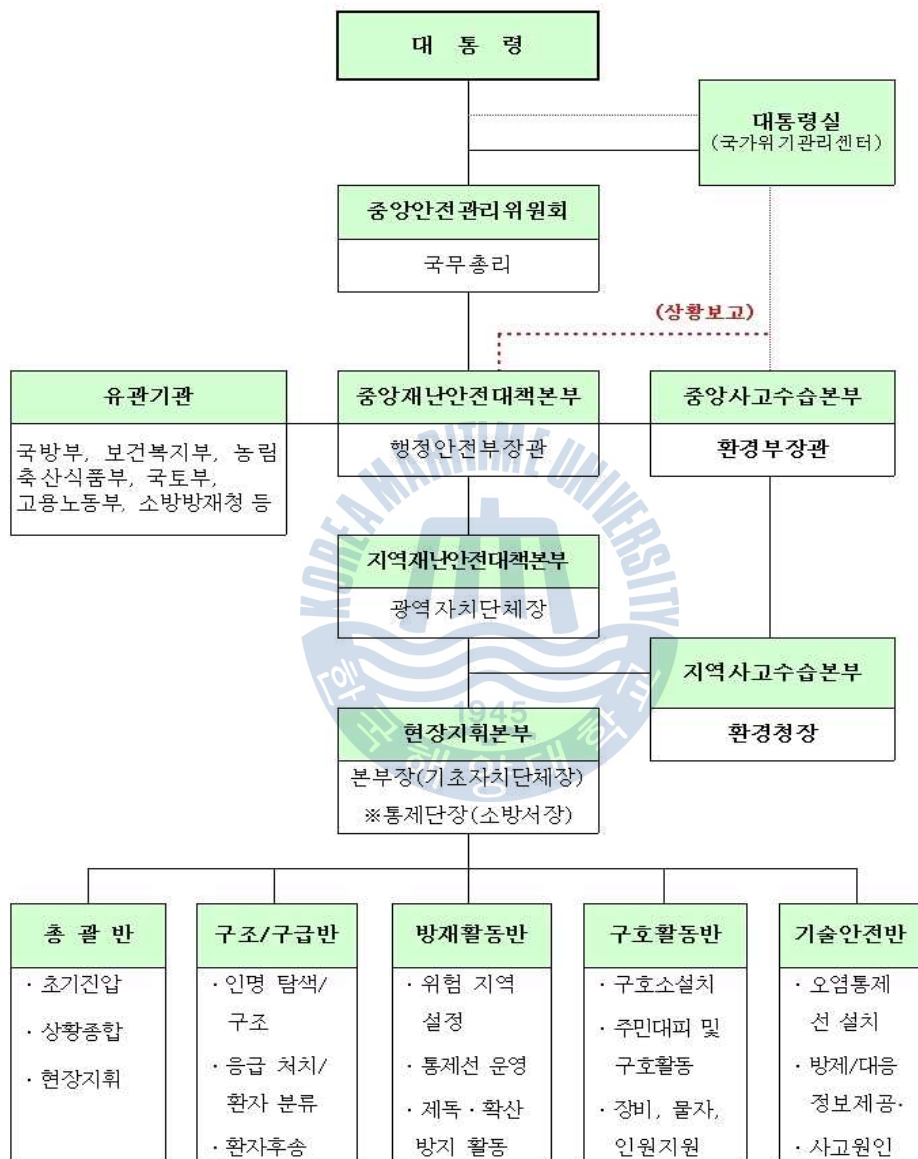 대 통 령
대통령실
(국가위기관리센터)
중앙안전관리위원회
국무총리
(상황보고)
유관기관
국방부, 보건복지부, 농림
축산식품부, 국토부,
고용노동부, 소방방재청 등
중앙재난안전대책본부
행정안전부장관
중앙사고수습본부
환경부장관
지역재난안전대책본부
광역자치단체장
지역사고수습본부
환경청장
현장지휘본부
본부장(기초자치단체장)
※통제단장(소방서장)
KOREA MARITIME UNIVERSITY
1945
한국해양대학교
총 괄 반
· 초기진압
· 상황종합
· 현장지휘
구조/구급반
· 인명 탐색/
구조
· 응급 처치/
환자 분류
· 환자후송
방재활동반
· 위험 지역
설정
· 통제선 운영
· 제독·확산
방지 활동
구호활동반
· 구호소설치
· 주민대피 및
구호활동
· 장비, 물자,
인원지원
기술안전반
· 오염통제
선 설치
· 방제/대응
정보제공·
· 사고원인